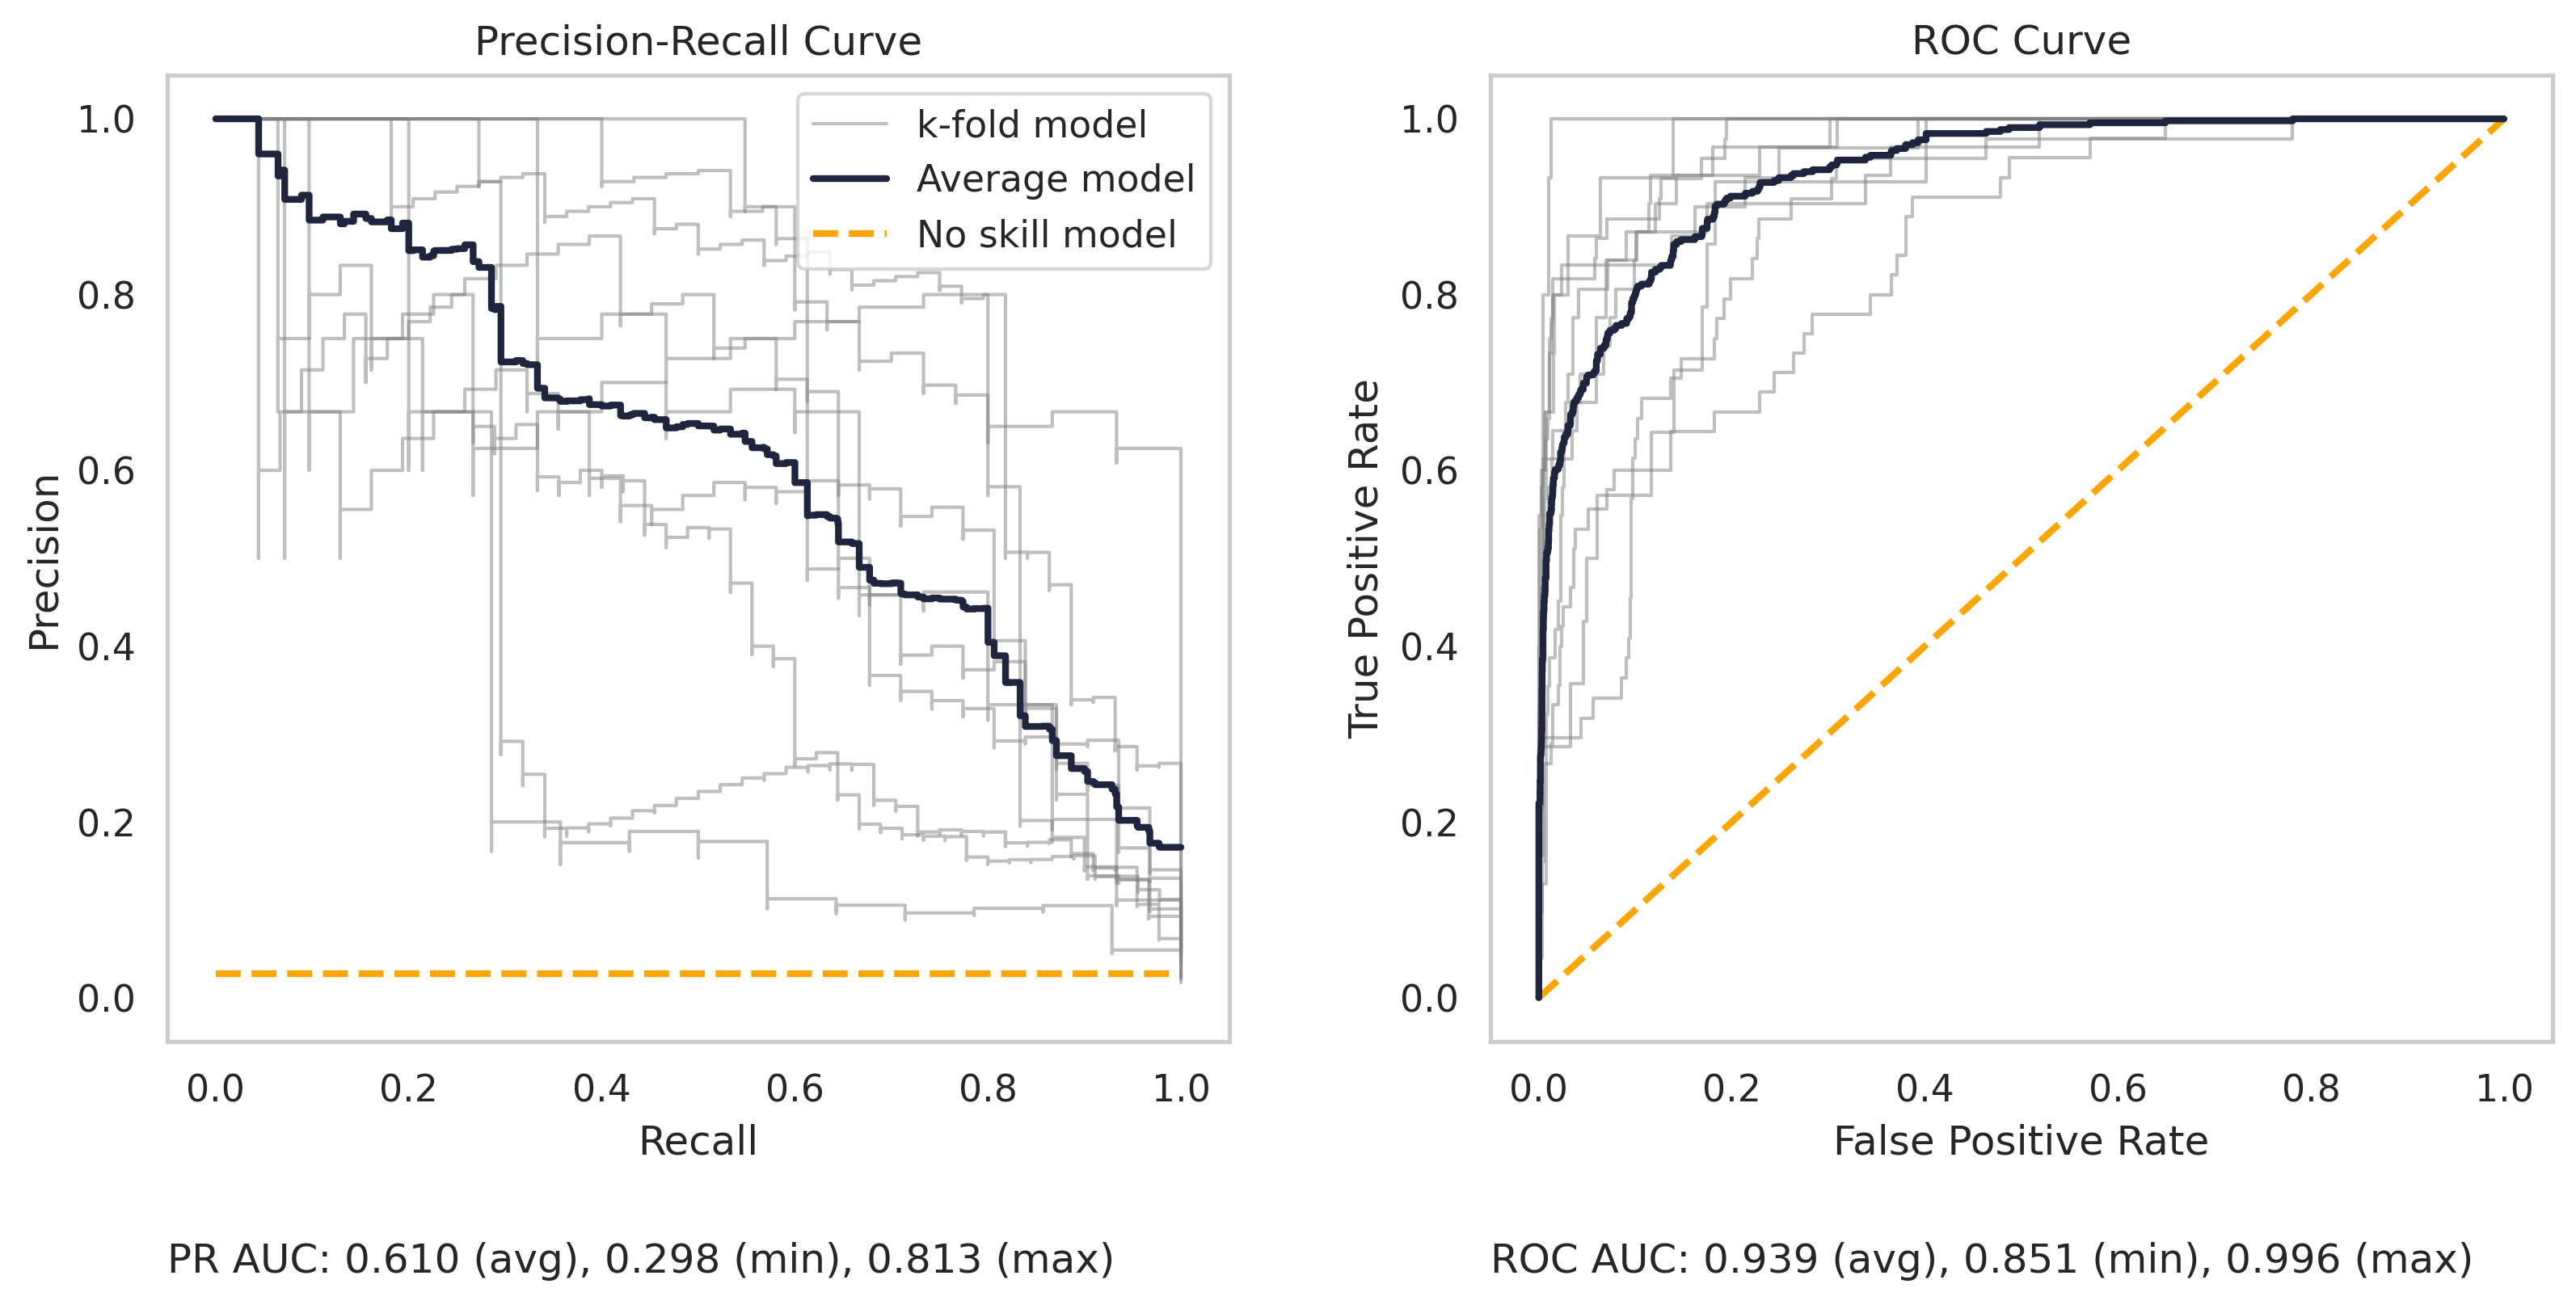 Precision-Recall Curve
1.0
0.8
0.6
0.4
0.2
0.0
Precision
0.0 0.2 0.4 0.6 0.8 1.0
Recall
k-fold model
Average model
No skill model
PR AUC: 0.610 (avg), 0.298 (min), 0.813 (max)
ROC Curve
1.0
0.8
0.6
0.4
0.2
0.0
True Positive Rate
0.0 0.2 0.4 0.6 0.8 1.0
False Positive Rate
ROC AUC: 0.939 (avg), 0.851 (min), 0.996 (max)